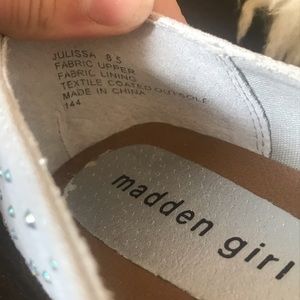 JULISSA 8.5
FABRIC UPPER
FABRIC LINING
TEXTILE COATED OUTSOLE
MADE IN CHINA
144
madden girl